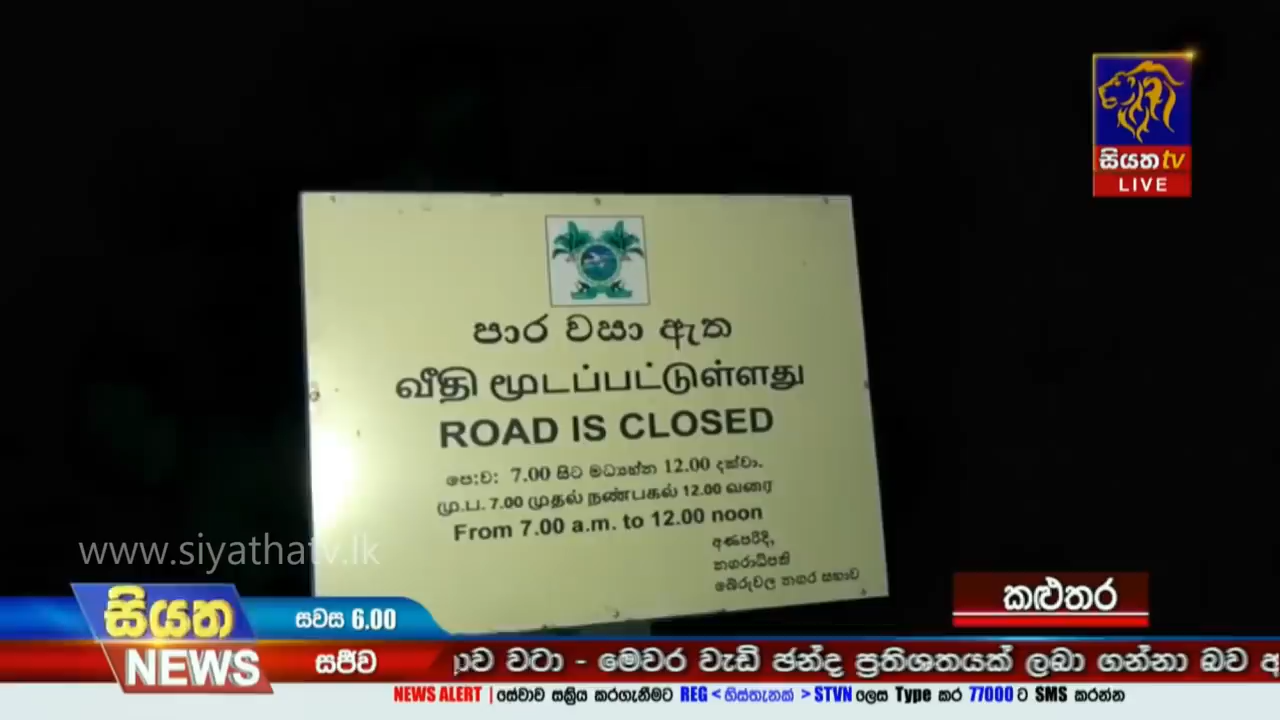 සියත tv
LIVE
පාර වසා ඇත
வீதி மூடப்பட்டுள்ளது
ROAD IS CLOSED
පෙ:ව: 7.00 සිට මධ්‍යහ්න 12.00 දක්වා.
மு.ப. 7.00 முதல் நண்பகல் 12.00 வரை
From 7.00 a.m. to 12.00 noon
අණපරිදි,
නගරාධිපති
බේරුවල නගර සභාව
www.siyathatv.lk
කළුතර
සියත
NEWS
සවස 6.00
සජීව
වටා - මෙවර වැඩි ඡන්ද ප්‍රතිශතයක් ලබා ගන්නා බව
NEWS ALERT | සේවාව සක්‍රිය කරගැනීමට REG < හිස්තැනක් > STVN ලෙස Type කර 77000 ට SMS කරන්න